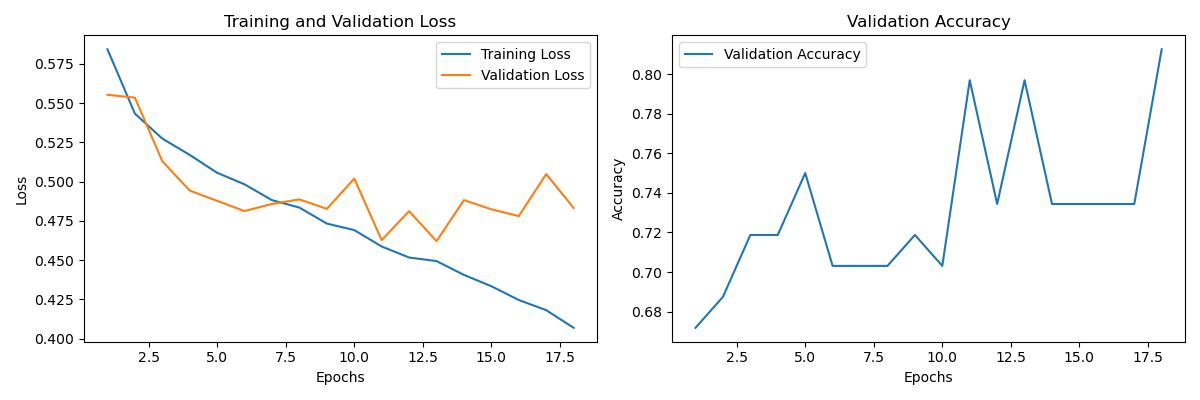 Training and Validation Loss
Training Loss
Validation Loss
0.575
0.550
0.525
0.500
0.475
0.450
0.425
0.400
Loss
2.5 5.0 7.5 10.0 12.5 15.0 17.5
Epochs
Validation Accuracy
Validation Accuracy
0.80
0.78
0.76
0.74
0.72
0.70
0.68
Accuracy
2.5 5.0 7.5 10.0 12.5 15.0 17.5
Epochs